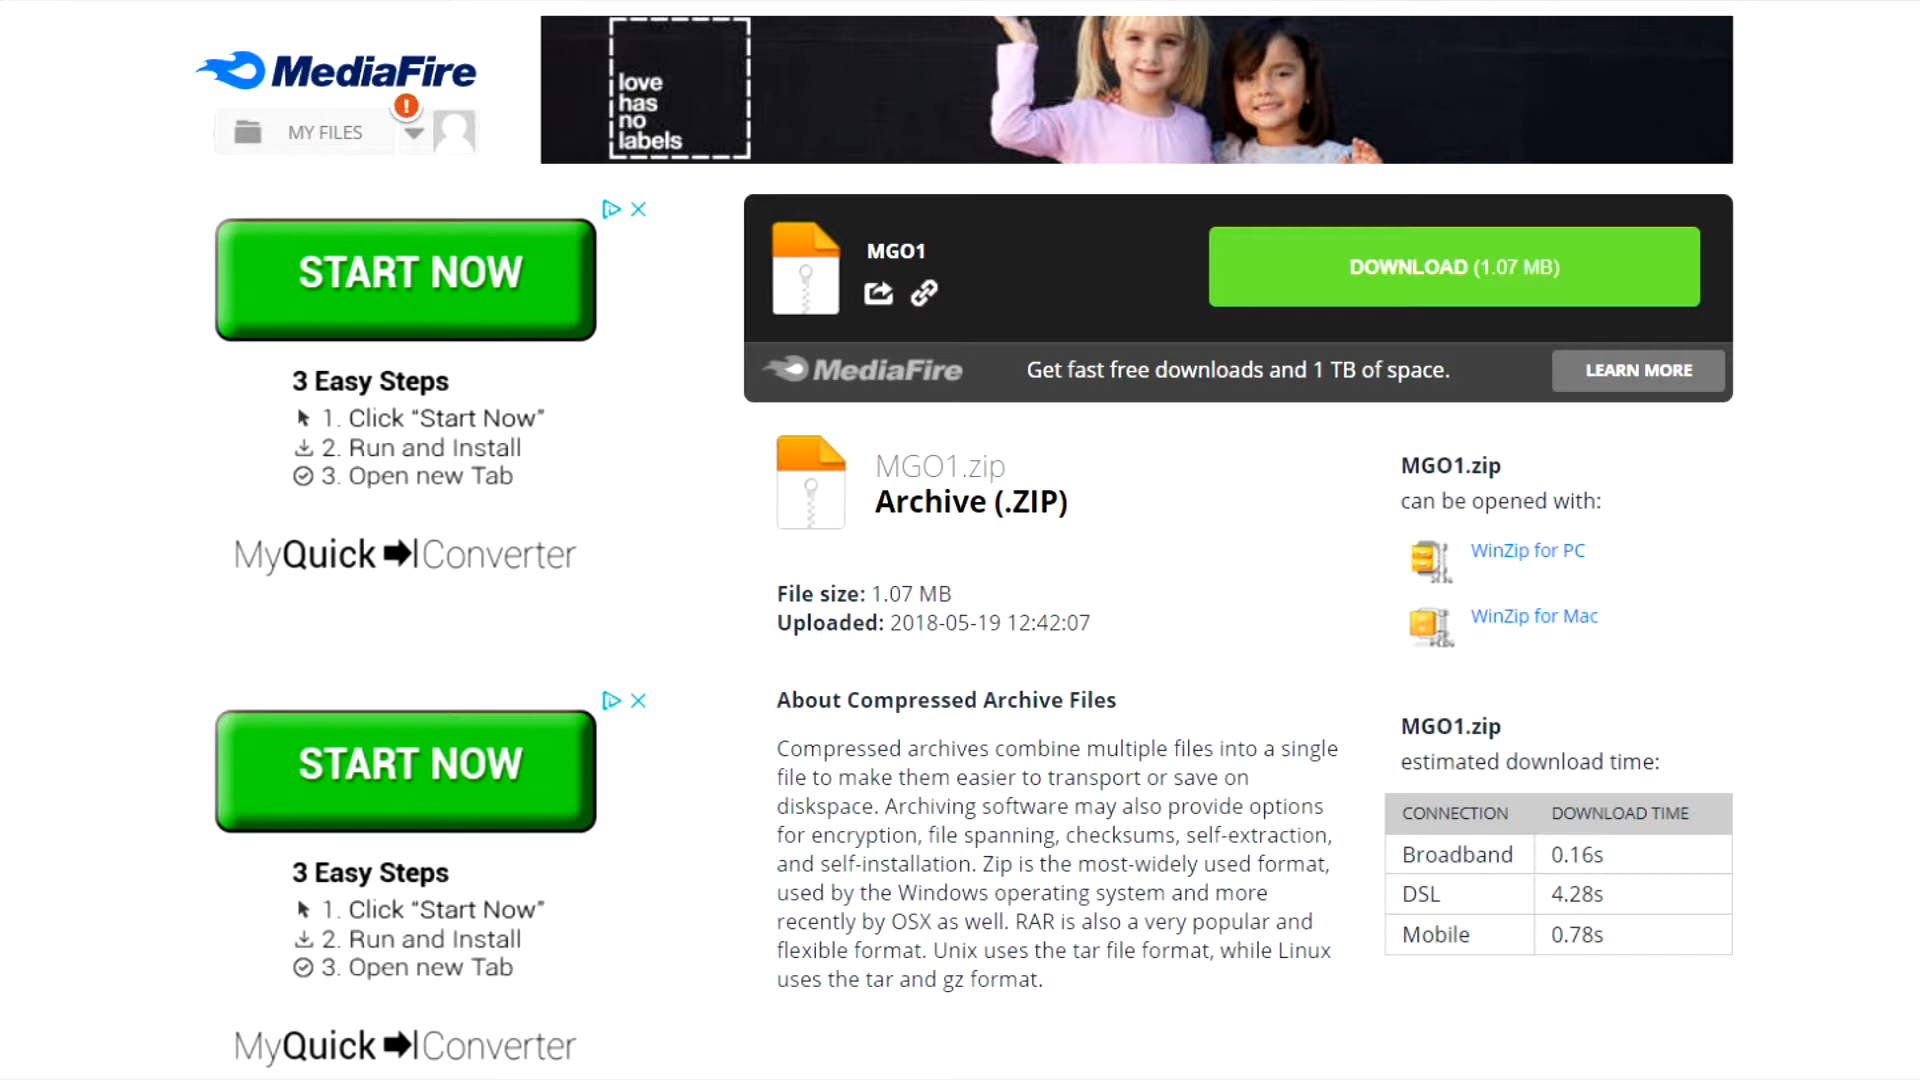 MediaFire
!
MY FILES
love
has
no
labels
START NOW
3 Easy Steps
1. Click “Start Now”
2. Run and Install
3. Open new Tab
MyQuickConverter
START NOW
3 Easy Steps
1. Click “Start Now”
2. Run and Install
3. Open new Tab
MyQuickConverter
MGO1
DOWNLOAD (1.07 MB)
MediaFire
Get fast free downloads and 1 TB of space.
LEARN MORE
MGO1.zip
Archive (.ZIP)
File size: 1.07 MB
Uploaded: 2018-05-19 12:42:07
About Compressed Archive Files
Compressed archives combine multiple files into a single
file to make them easier to transport or save on
diskspace. Archiving software may also provide options
for encryption, file spanning, checksums, self-extraction,
and self-installation. Zip is the most-widely used format,
used by the Windows operating system and more
recently by OSX as well. RAR is also a very popular and
flexible format. Unix uses the tar file format, while Linux
uses the tar and gz format.
MGO1.zip
can be opened with:
WinZip for PC
WinZip for Mac
MGO1.zip
estimated download time:
CONNECTION DOWNLOAD TIME
Broadband 0.16s
DSL 4.28s
Mobile 0.78s